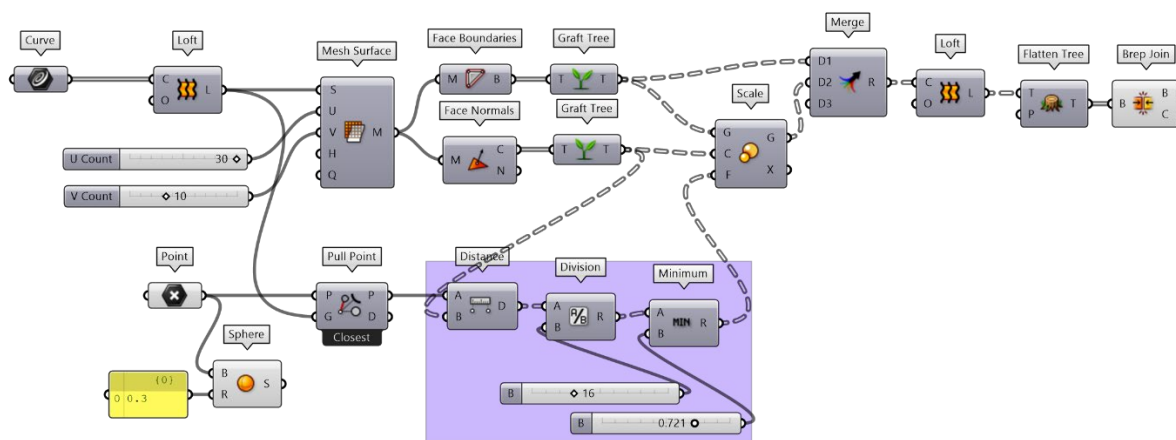 Curve
Loft
C
O
L
Mesh Surface
S
U
V
H
Q
M
U Count
30
V Count
10
Face Boundaries
M
B
Graft Tree
T
T
Face Normals
M
C
N
Graft Tree
T
T
Scale
G
C
F
G
X
Merge
D1
D2
D3
R
Loft
C
O
L
Flatten Tree
T
P
T
Brep Join
B
B
C
Point
Sphere
B
R
S
{0}
0 0.3
Pull Point
P
G
P
D
Closest
Distance
A
B
D
Division
A
B
A/B
R
Minimum
A
B
MIN
R
B
16
B
0.721